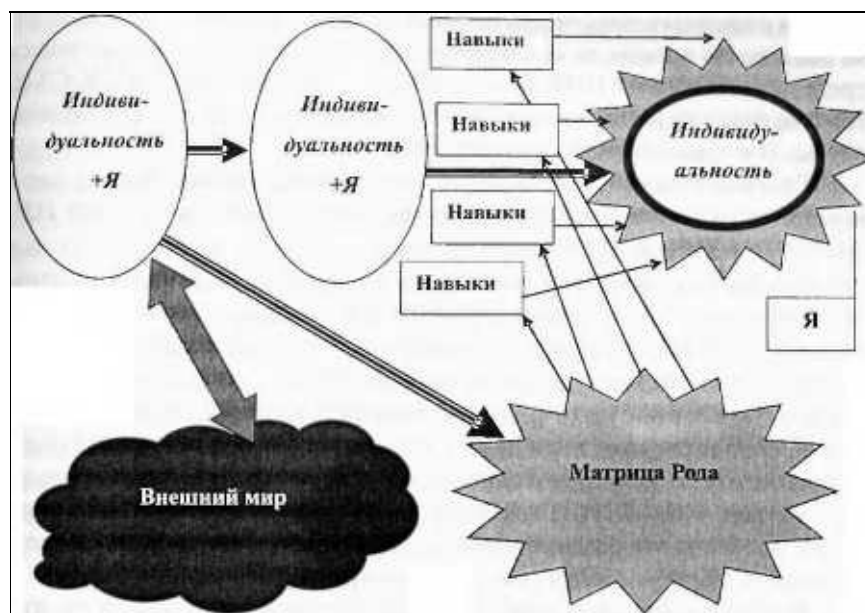 Навыки
Индиви-
дуальность
+Я
Индиви-
дуальность
+Я
Навыки
Индивиду-
альность
Навыки
Навыки
Я
Матрица Рода
Внешний мир